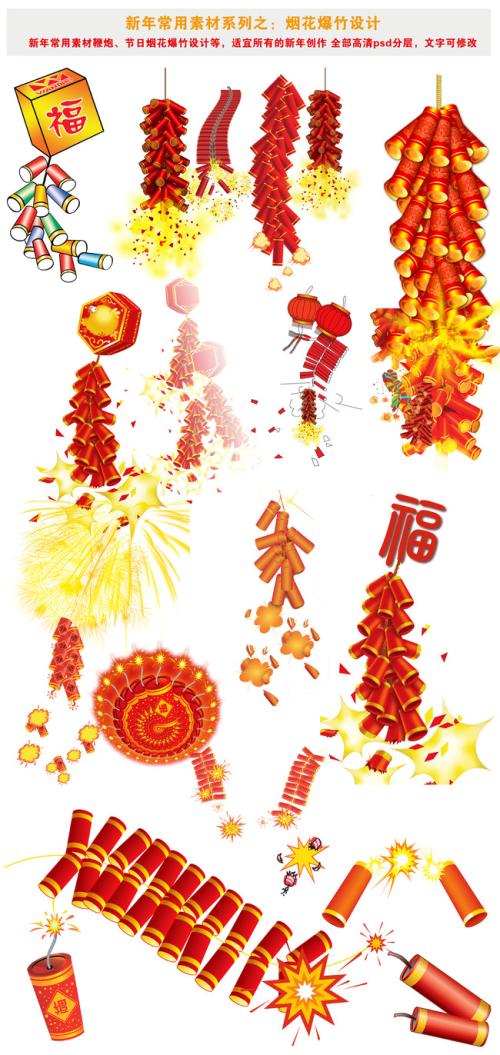 新年常用素材系列之：烟花爆竹设计
新年常用素材鞭炮、节日烟花爆竹设计等，适宜所有的新年创作 全部高清psd分层，文字可修改
福
福
福